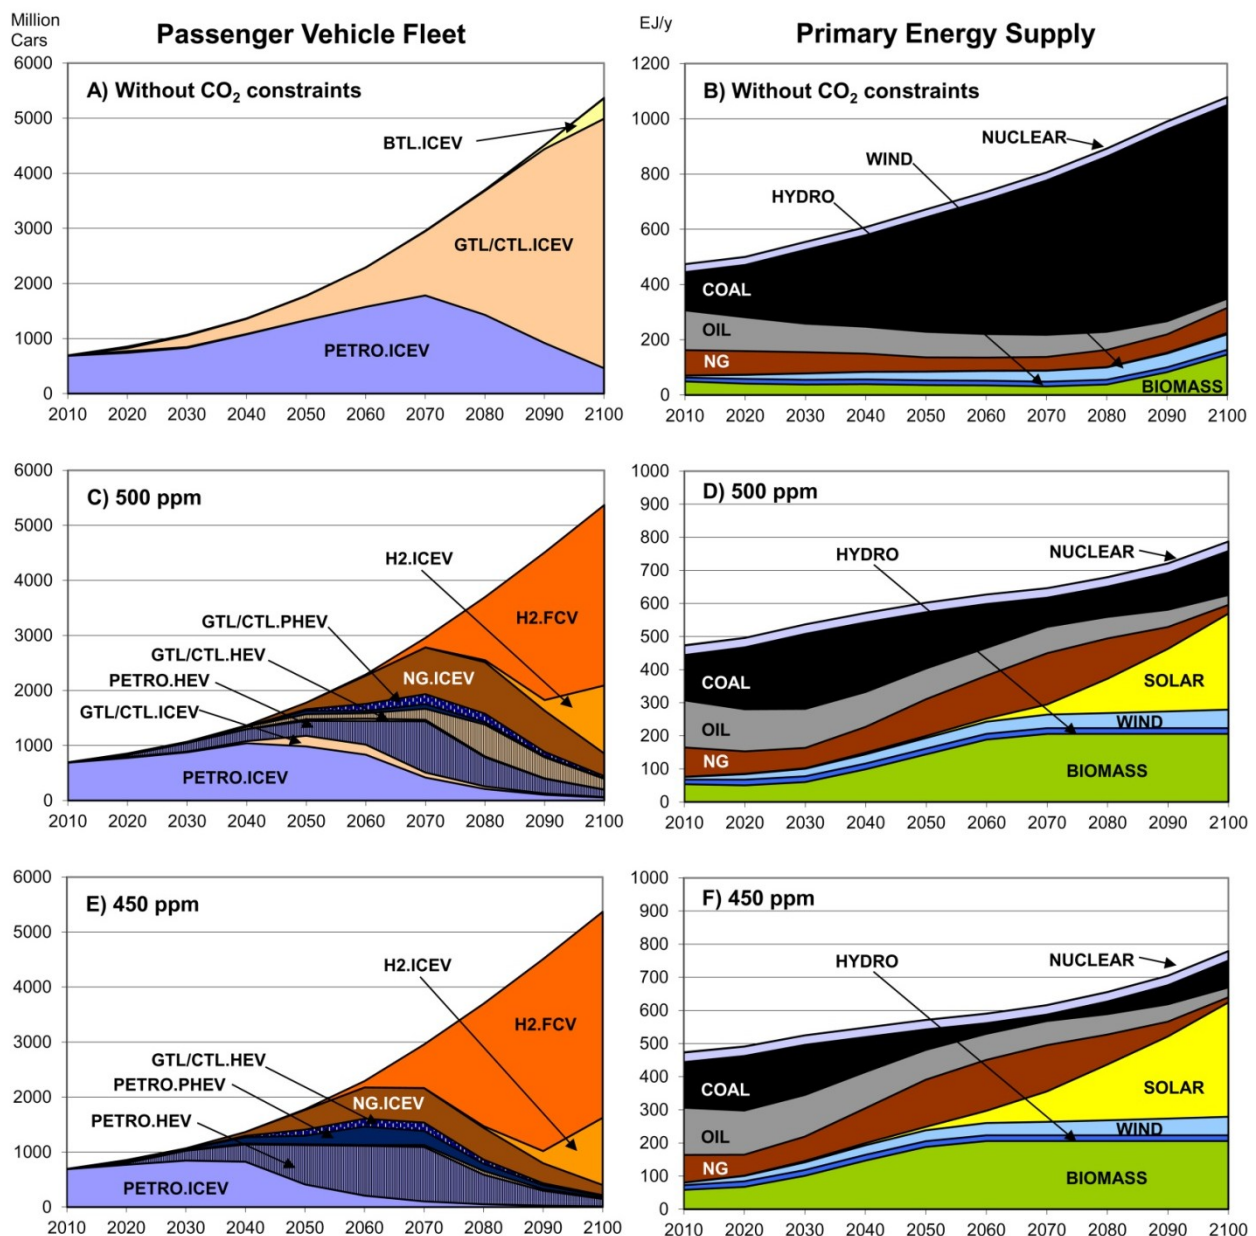 Million
Cars
Passenger Vehicle Fleet
EJ/y
Primary Energy Supply
A) Without CO2 constraints
6000
5000
4000
3000
2000
1000
0
BTL.ICEV
GTL/CTL.ICEV
PETRO.ICEV
2010 2020 2030 2040 2050 2060 2070 2080 2090 2100
B) Without CO2 constraints
1200
1000
800
600
400
200
0
NUCLEAR
WIND
HYDRO
COAL
OIL
NG
BIOMASS
2010 2020 2030 2040 2050 2060 2070 2080 2090 2100
C) 500 ppm
6000
5000
4000
3000
2000
1000
0
H2.ICEV
H2.FCV
GTL/CTL.PHEV
GTL/CTL.HEV
NG.ICEV
PETRO.HEV
GTL/CTL.ICEV
PETRO.ICEV
2010 2020 2030 2040 2050 2060 2070 2080 2090 2100
D) 500 ppm
1000
900
800
700
600
500
400
300
200
100
0
HYDRO
NUCLEAR
COAL
OIL
NG
SOLAR
WIND
BIOMASS
2010 2020 2030 2040 2050 2060 2070 2080 2090 2100
E) 450 ppm
6000
5000
4000
3000
2000
1000
0
H2.ICEV
H2.FCV
GTL/CTL.HEV
PETRO.PHEV
NG.ICEV
PETRO.HEV
PETRO.ICEV
2010 2020 2030 2040 2050 2060 2070 2080 2090 2100
F) 450 ppm
1000
900
800
700
600
500
400
300
200
100
0
HYDRO
NUCLEAR
COAL
OIL
NG
SOLAR
WIND
BIOMASS
2010 2020 2030 2040 2050 2060 2070 2080 2090 2100